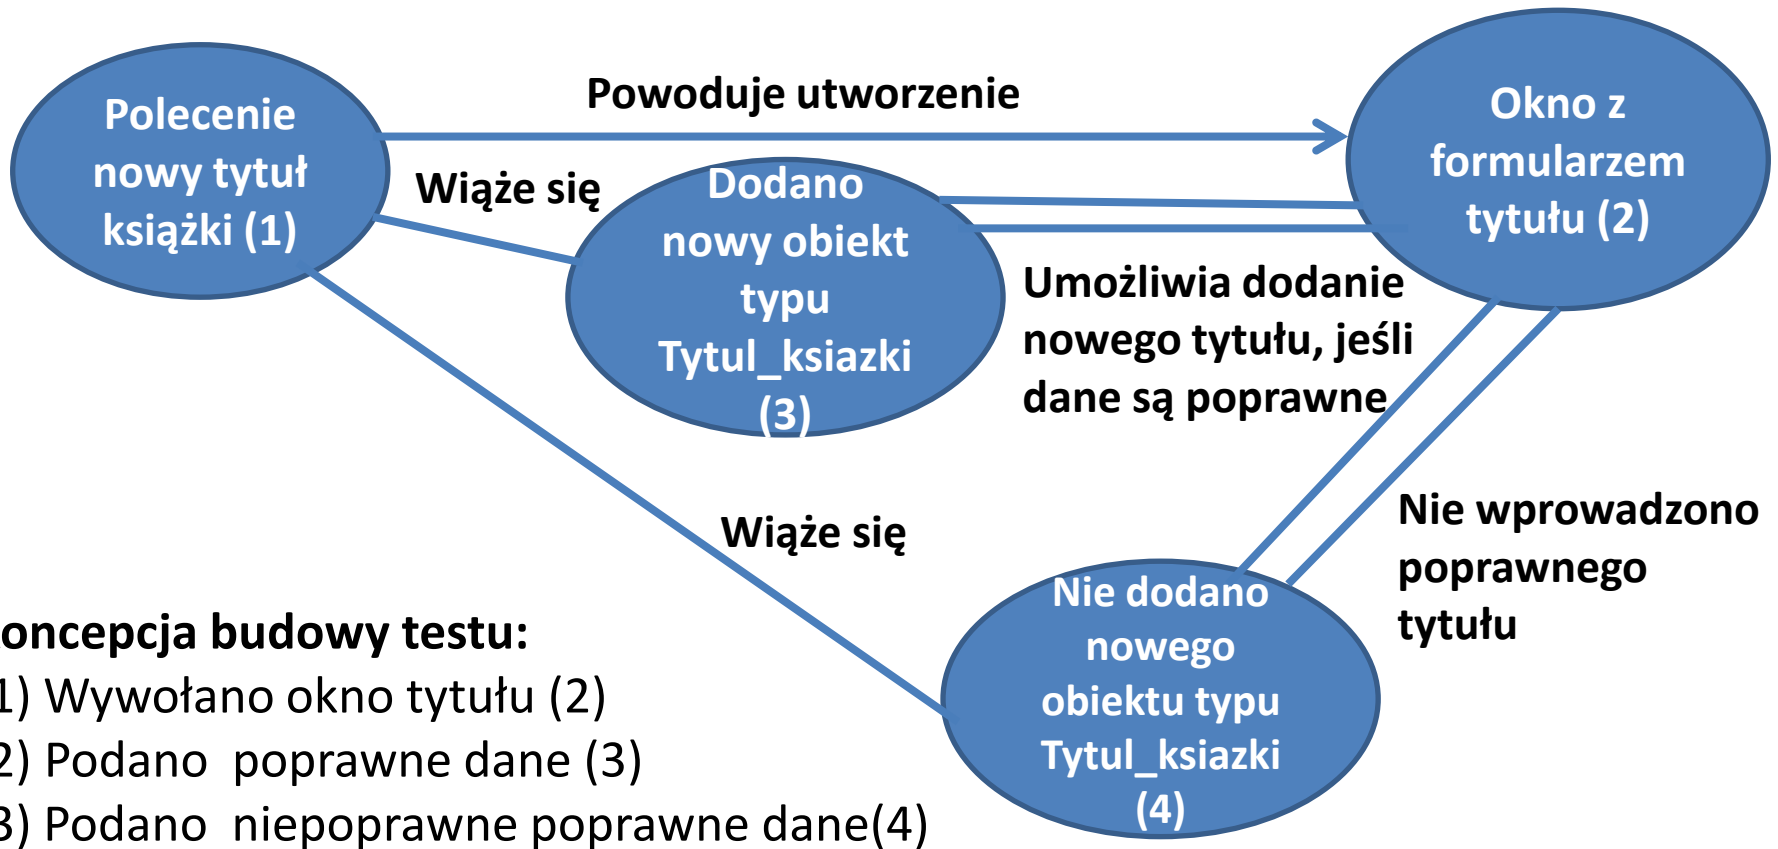 Polecenie
nowy tytuł
książki (1)
Powoduje utworzenie
Okno z
formularzem
tytułu (2)
Wiąże się
Dodano
nowy obiekt
typu
Tytul_ksiazki
(3)
Umożliwia dodanie
nowego tytułu, jeśli
dane są poprawne
Wiąże się
Nie wprowadzono
poprawnego
tytułu
Nie dodano
nowego
obiektu typu
Tytul_ksiazki
(4)
oncepcja budowy testu:
1) Wywołano okno tytułu (2)
2) Podano poprawne dane (3)
3) Podano niepoprawne poprawne dane(4)